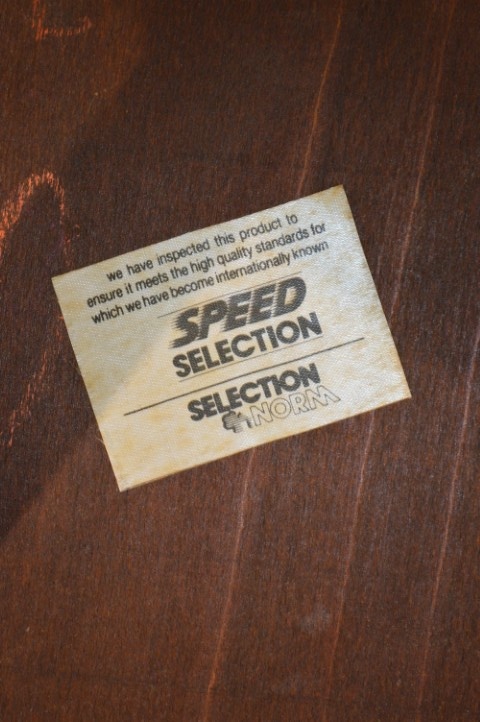 we have inspected this product to
ensure it meets the high quality standards for
which we have become internationally known
SPEED
SELECTION
SELECTION
NORM